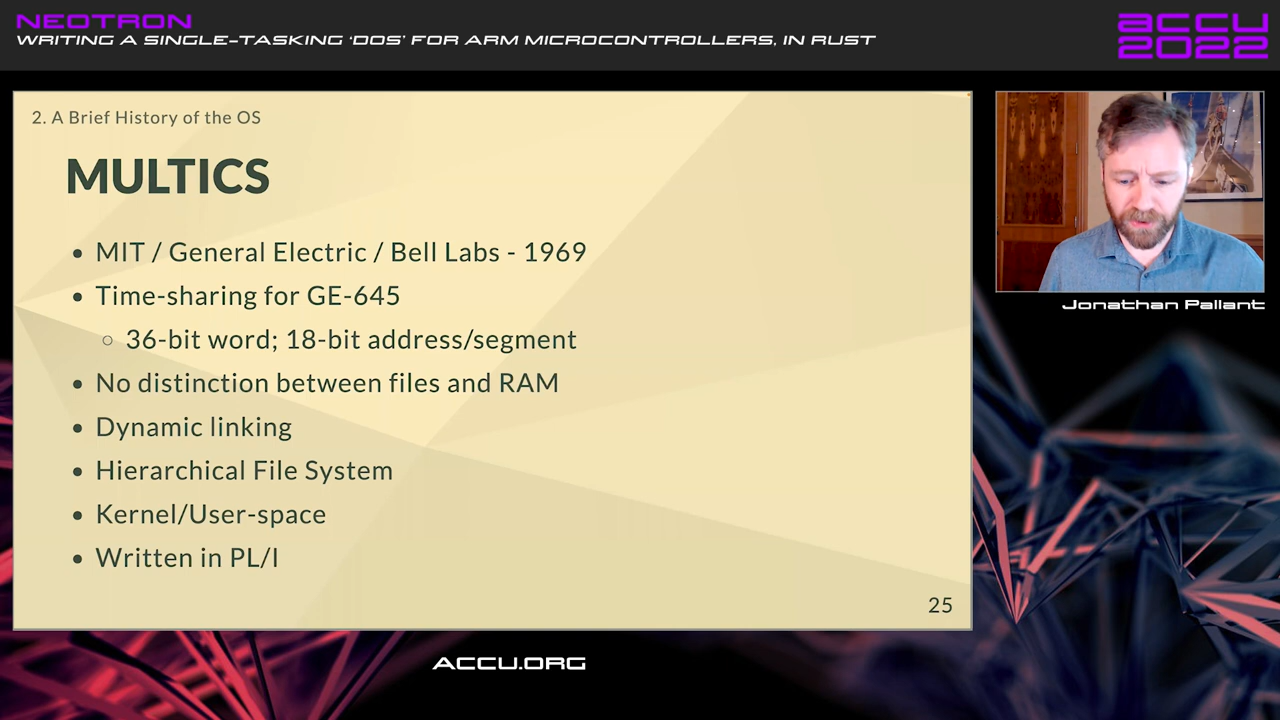 NEOTRON
WRITING A SINGLE-TASKING 'DOS' FOR ARM MICROCONTROLLERS, IN RUST
ACCU
2022
2. A Brief History of the OS
MULTICS
• MIT / General Electric / Bell Labs - 1969
• Time-sharing for GE-645
○ 36-bit word; 18-bit address/segment
• No distinction between files and RAM
• Dynamic linking
• Hierarchical File System
• Kernel/User-space
• Written in PL/I
25
Jonathan Pallant
ACCU.ORG